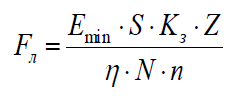 Fл = Emin · S · Kз · Z / η · N · n